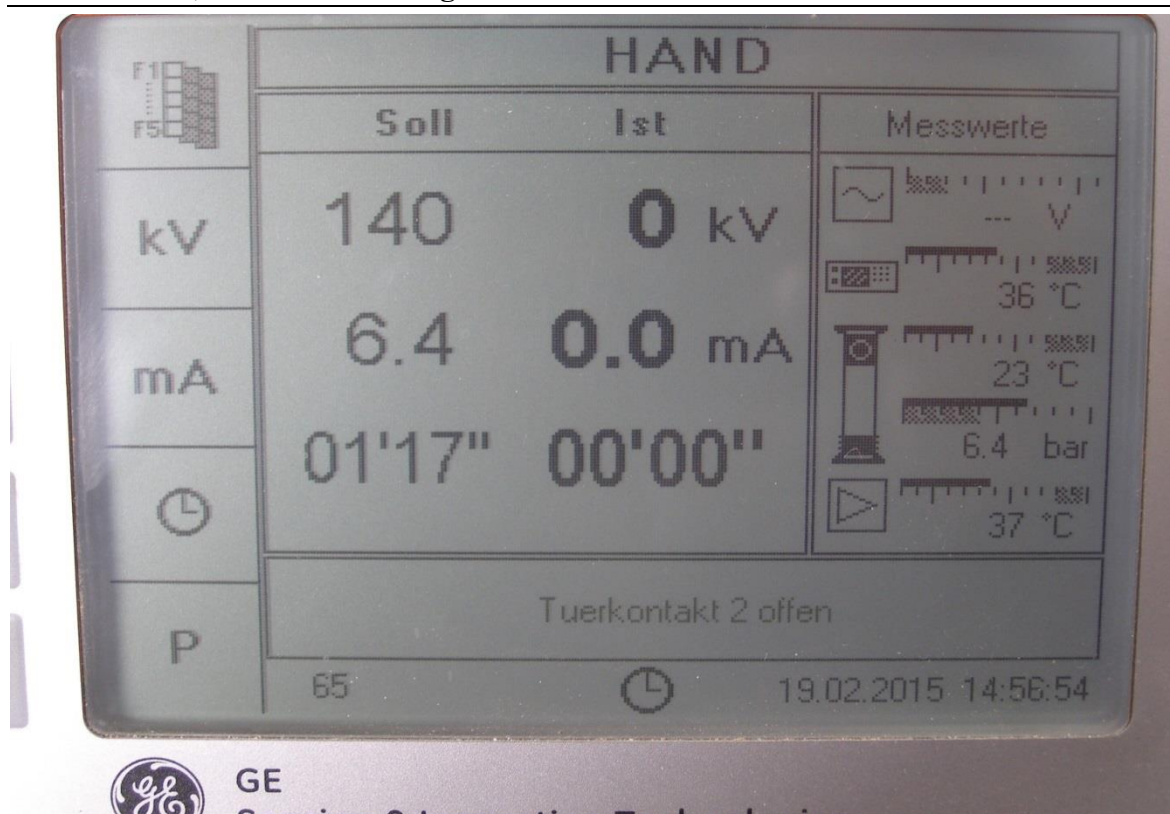 HAND
F1
F5
Soll Ist Messwerte
kV 140 0 kV --- V
36 °C
mA 6.4 0.0 mA 23 °C
01'17" 00'00" 6.4 bar
37 °C
Tuerkontakt 2 offen
P
65 19.02.2015 14:56:54
GE